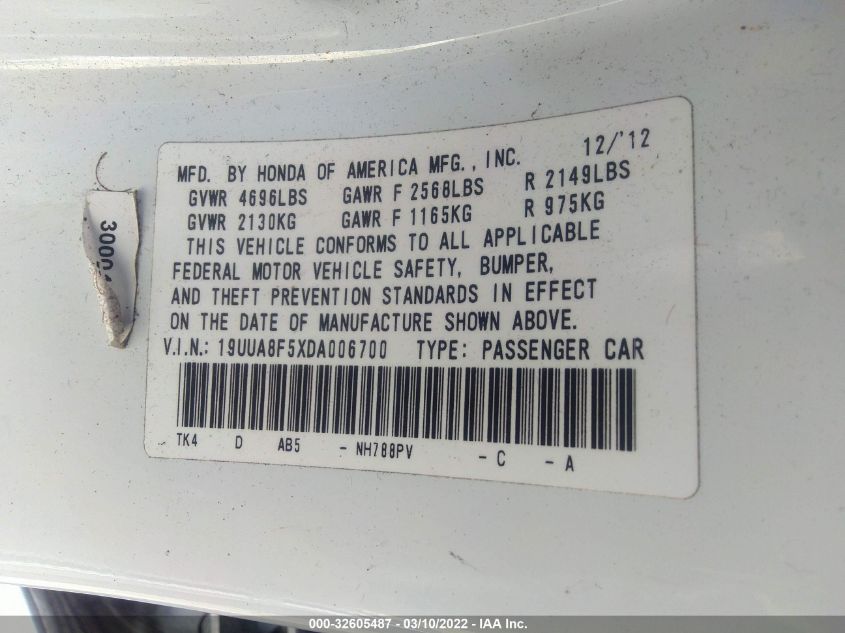 MFD. BY HONDA OF AMERICA MFG., INC. 12/'12
GVWR 4696LBS GAWR F 2568LBS R 2149LBS
GVWR 2130KG GAWR F 1165KG R 975KG
THIS VEHICLE CONFORMS TO ALL APPLICABLE
FEDERAL MOTOR VEHICLE SAFETY, BUMPER,
AND THEFT PREVENTION STANDARDS IN EFFECT
ON THE DATE OF MANUFACTURE SHOWN ABOVE.
V.I.N.: 19UUA8F5XDA006700 TYPE: PASSENGER CAR
TK4 D AB5 - NH788PV - C - A
000-32605487 - 03/10/2022 - IAA Inc.